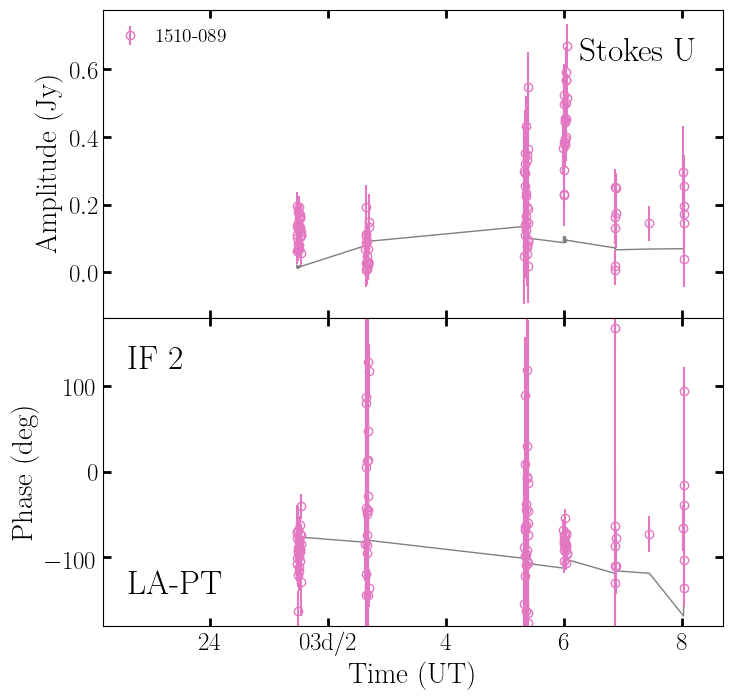 1510-089
Stokes U
Amplitude (Jy)
0.6
0.4
0.2
0.0
IF 2
Phase (deg)
100
0
−100
LA-PT
24
03d/2
4
6
8
Time (UT)